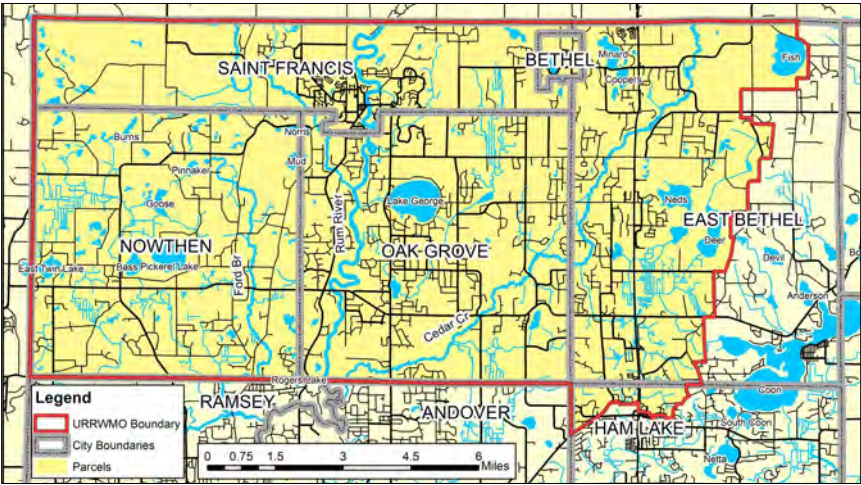 SAINT FRANCIS
BETHEL
Minard
Coopers
Fish
Burns
Norris
Pinnaker
Mud
Goose
Lake George
Neds
Rum River
NOWTHEN
OAK GROVE
EAST BETHEL
Deer
Devil
East Twin Lake
Bass Pickerel Lake
Ford Br
Anderson
Cedar Cr
Rogers Lake
Coon
RAMSEY
ANDOVER
HAM LAKE
South Coon
Netta
Legend
URRWMO Boundary
City Boundaries
Parcels
0 0.75 1.5 3 4.5 6
Miles